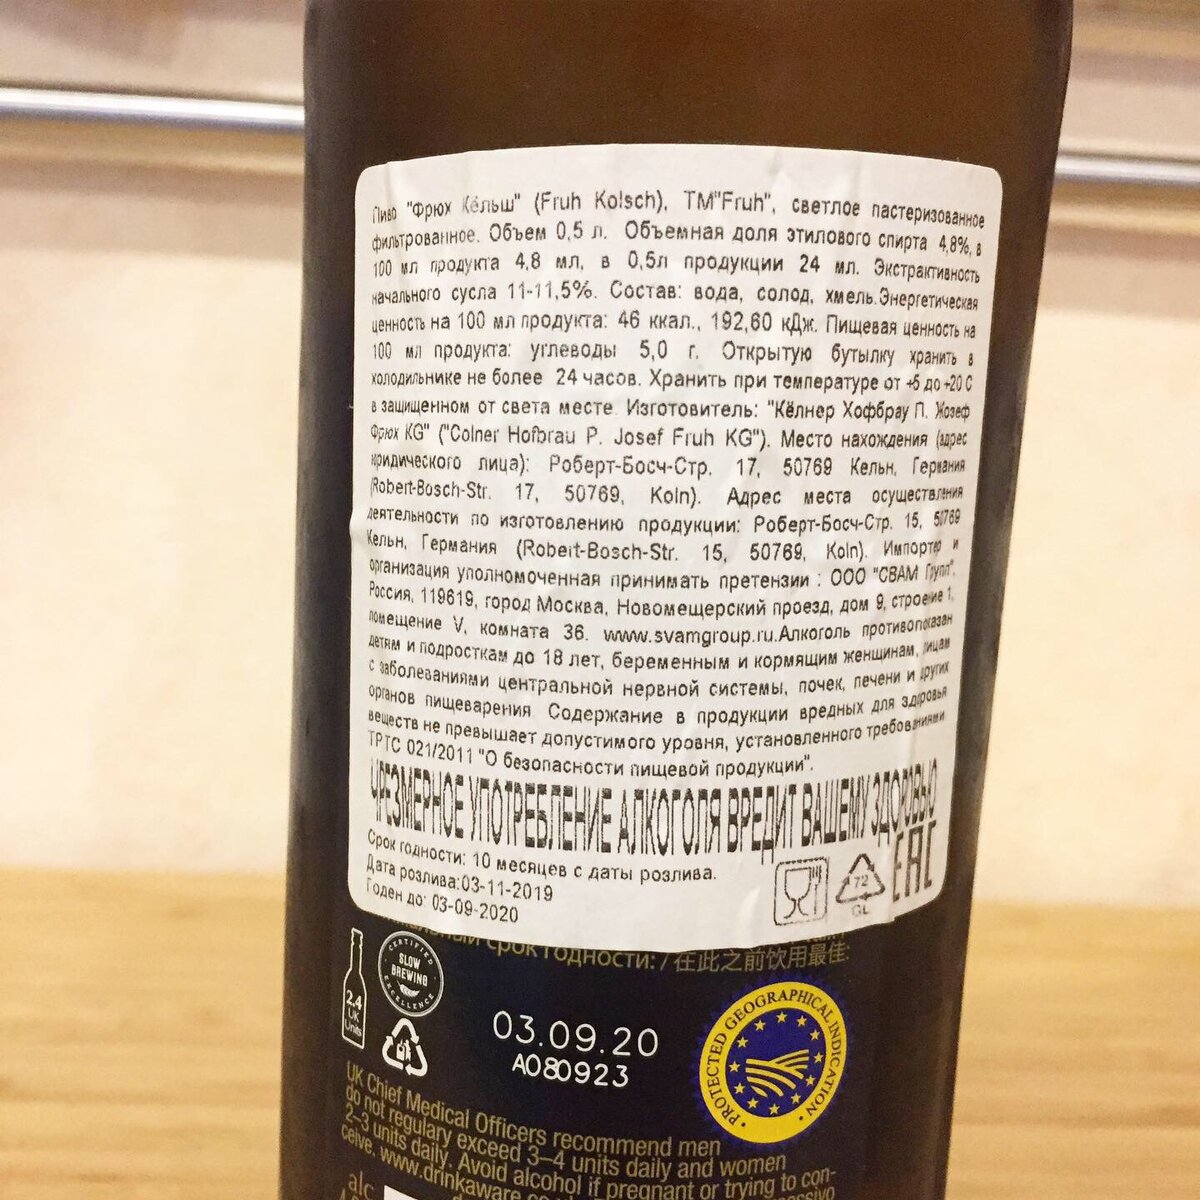 Пиво "Фрюх Кёльш" (Fruh Kolsch), ТМ"Fruh", светлое пастеризованное
фильтрованное. Объем 0,5 л. Объемная доля этилового спирта 4,8%, в
100 мл продукта 4,8 мл, в 0,5л продукции 24 мл. Экстрактивность
начального сусла 11-11,5%. Состав: вода, солод, хмель.Энергетическая
ценность на 100 мл продукта: 46 ккал., 192,60 кДж. Пищевая ценность на
100 мл продукта: углеводы 5,0 г. Открытую бутылку хранить в
холодильнике не более 24 часов. Хранить при температуре от +5 до +20 С
в защищенном от света месте. Изготовитель: "Кёлнер Хофбрау П. Жозеф
Фрюх KG" ("Colner Hofbrau P. Josef Fruh KG"). Место нахождения (адрес
юридического лица): Роберт-Босч-Стр. 17, 50769 Кельн, Германия
(Robert-Bosch-Str. 17, 50769, Koln). Адрес места осуществления
деятельности по изготовлению продукции: Роберт-Босч-Стр. 15, 50769
Кельн, Германия (Robert-Bosch-Str. 15, 50769, Koln). Импортер и
организация уполномоченная принимать претензии : ООО "СВАМ Групп",
Россия, 119619, город Москва, Новомещерский проезд, дом 9, строение 1,
помещение V, комната 36. www.svamgroup.ru.Алкоголь противопоказан
детям и подросткам до 18 лет, беременным и кормящим женщинам, лицам
с заболеваниями центральной нервной системы, почек, печени и других
органов пищеварения. Содержание в продукции вредных для здоровья
веществ не превышает допустимого уровня, установленного требованиями
ТРТС 021/2011 "О безопасности пищевой продукции".
ЧРЕЗМЕРНОЕ УПОТРЕБЛЕНИЕ АЛКОГОЛЯ ВРЕДИТ ВАШЕМУ ЗДОРОВЬЮ
Срок годности: 10 месяцев с даты розлива.
Дата розлива:03-11-2019
Годен до: 03-09-2020
72
GL
EAC
срок годности: / 在此之前饮用最佳:
CERTIFIED
SLOW
BREWING
EXCELLENCE
2.4
UK
Units
03.09.20
A080923
PROTECTED GEOGRAPHICAL INDICATION
UK Chief Medical Officers recommend men
do not regulary exceed 3–4 units daily and women
2–3 units daily. Avoid alcohol if pregnant or trying to con-
ceive. www.drinkaware.co
alc